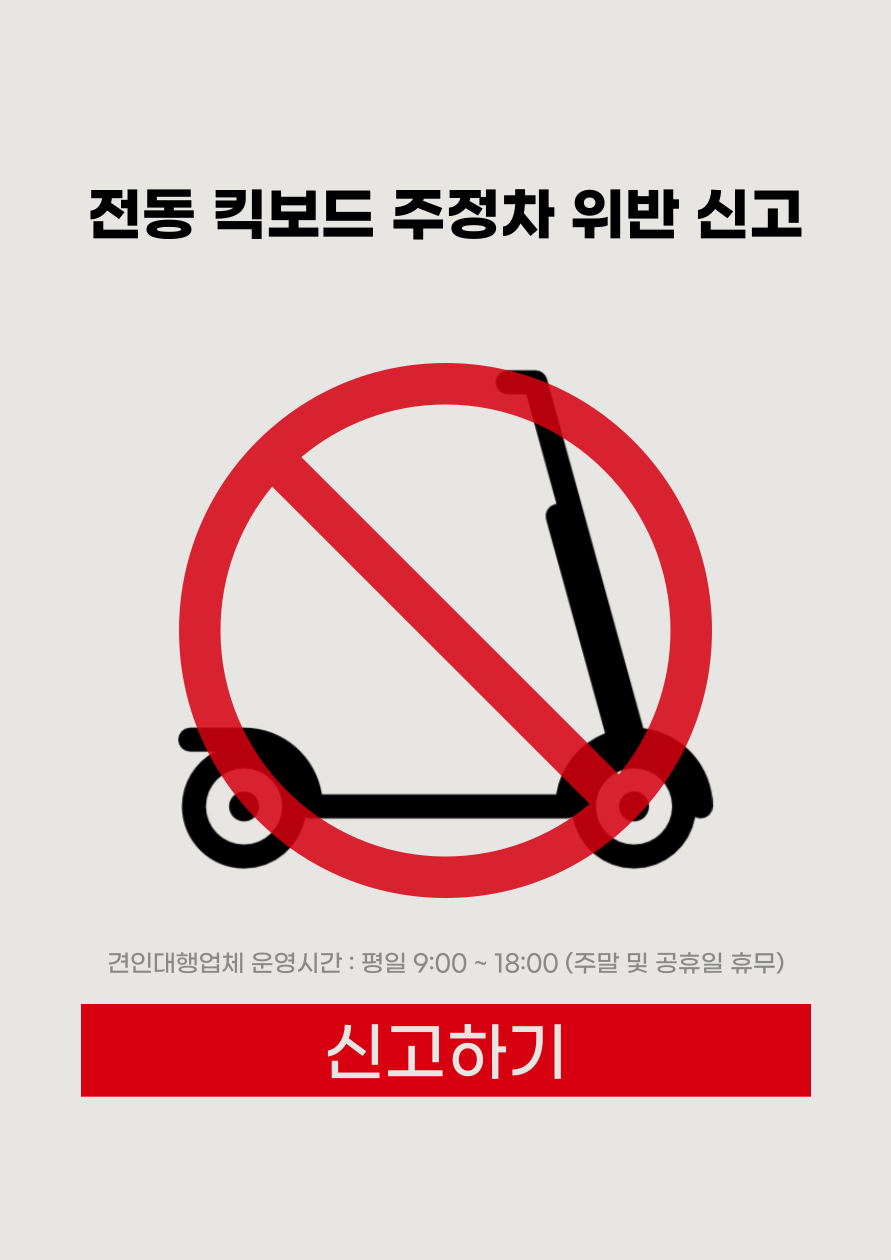 전동 킥보드 주정차 위반 신고
견인대행업체 운영시간 : 평일 9:00 ~ 18:00 (주말 및 공휴일 휴무)
신고하기